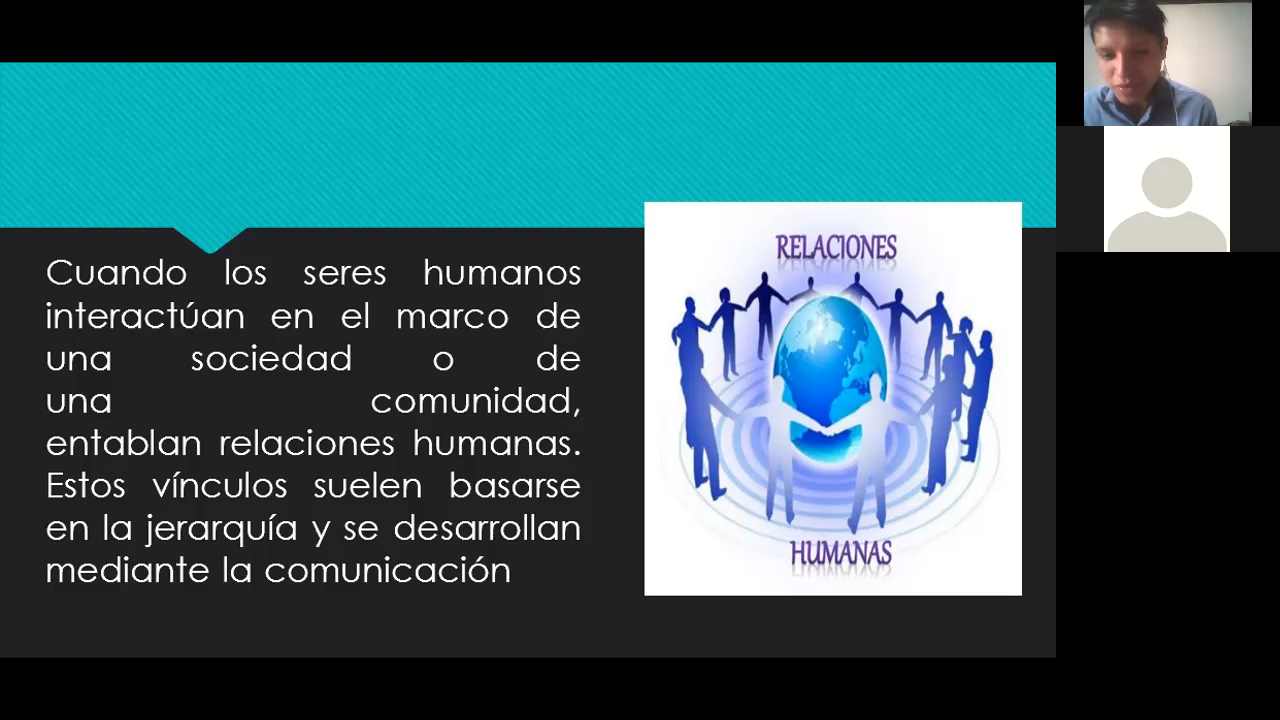 Cuando los seres humanos
interactúan en el marco de
una sociedad o de
una comunidad,
entablan relaciones humanas.
Estos vínculos suelen basarse
en la jerarquía y se desarrollan
mediante la comunicación
RELACIONES
HUMANAS